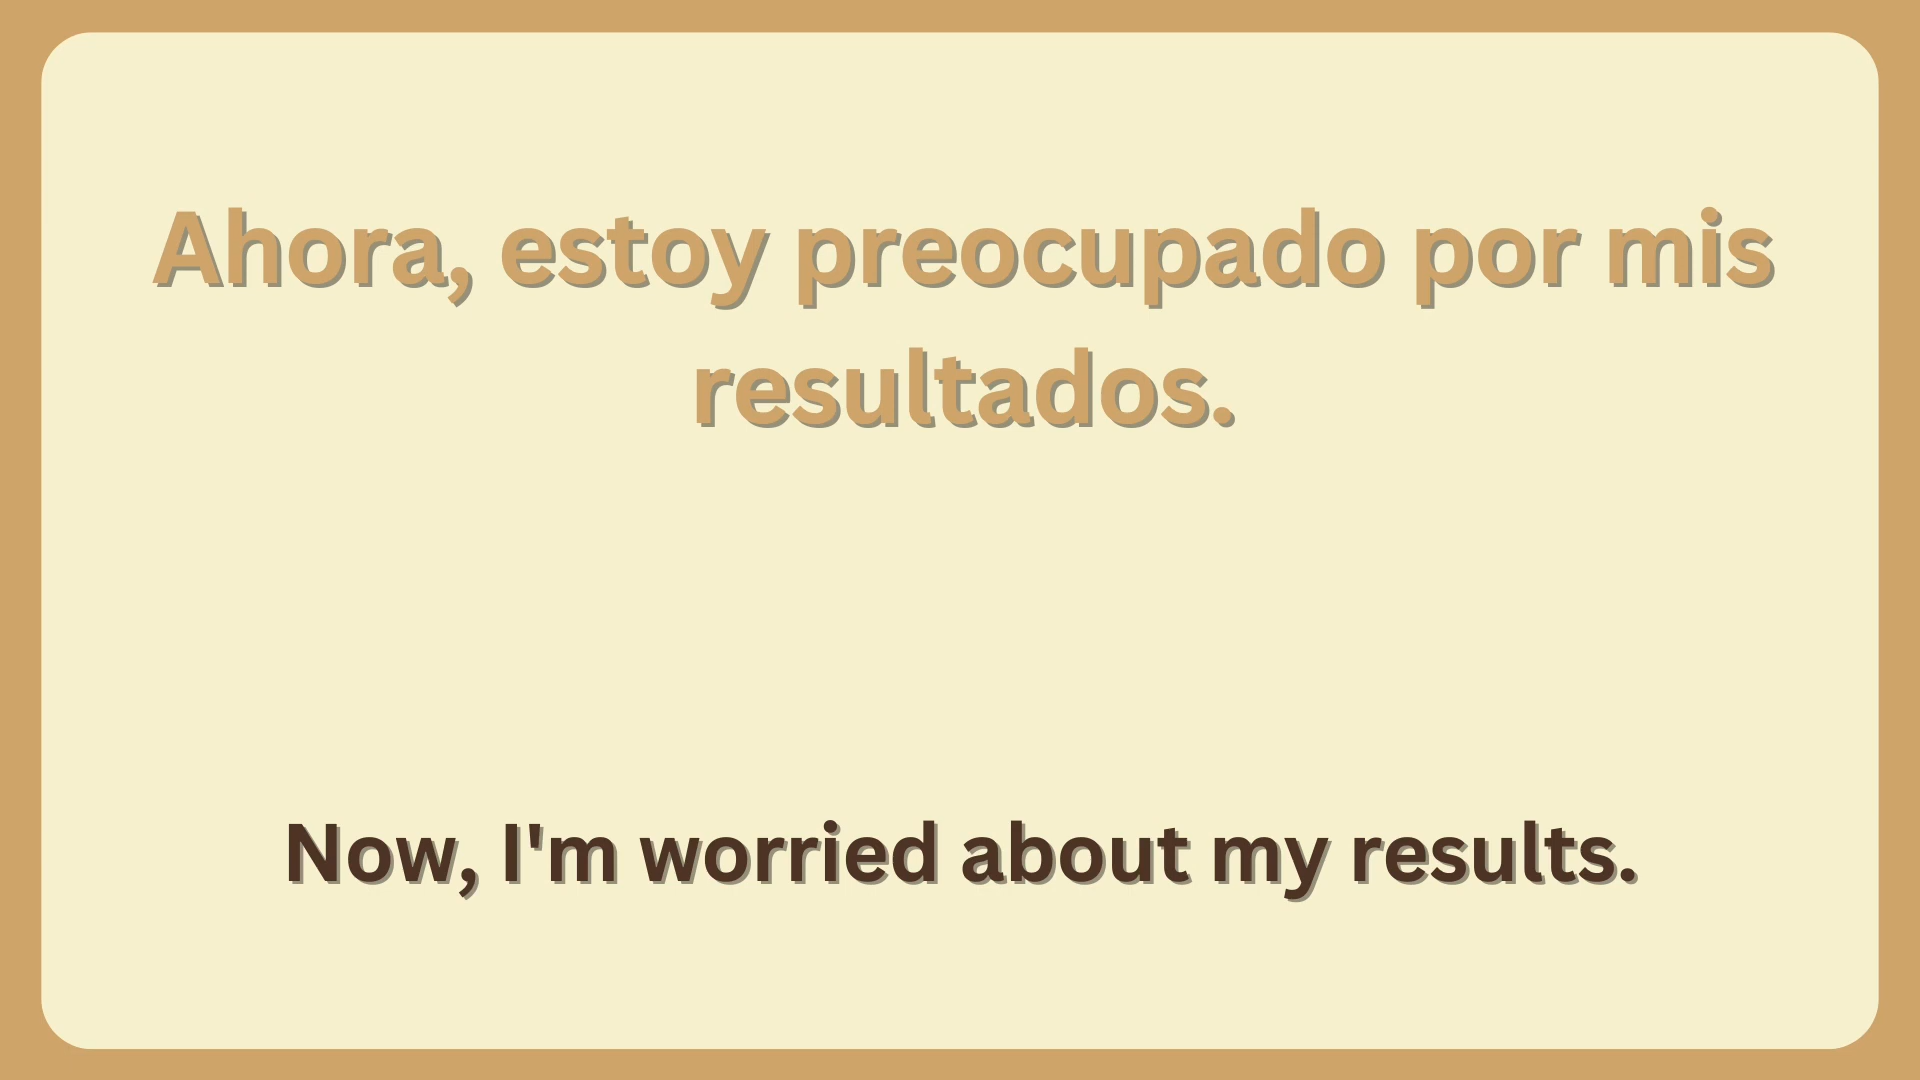 Ahora, estoy preocupado por mis
resultados.
Now, I'm worried about my results.